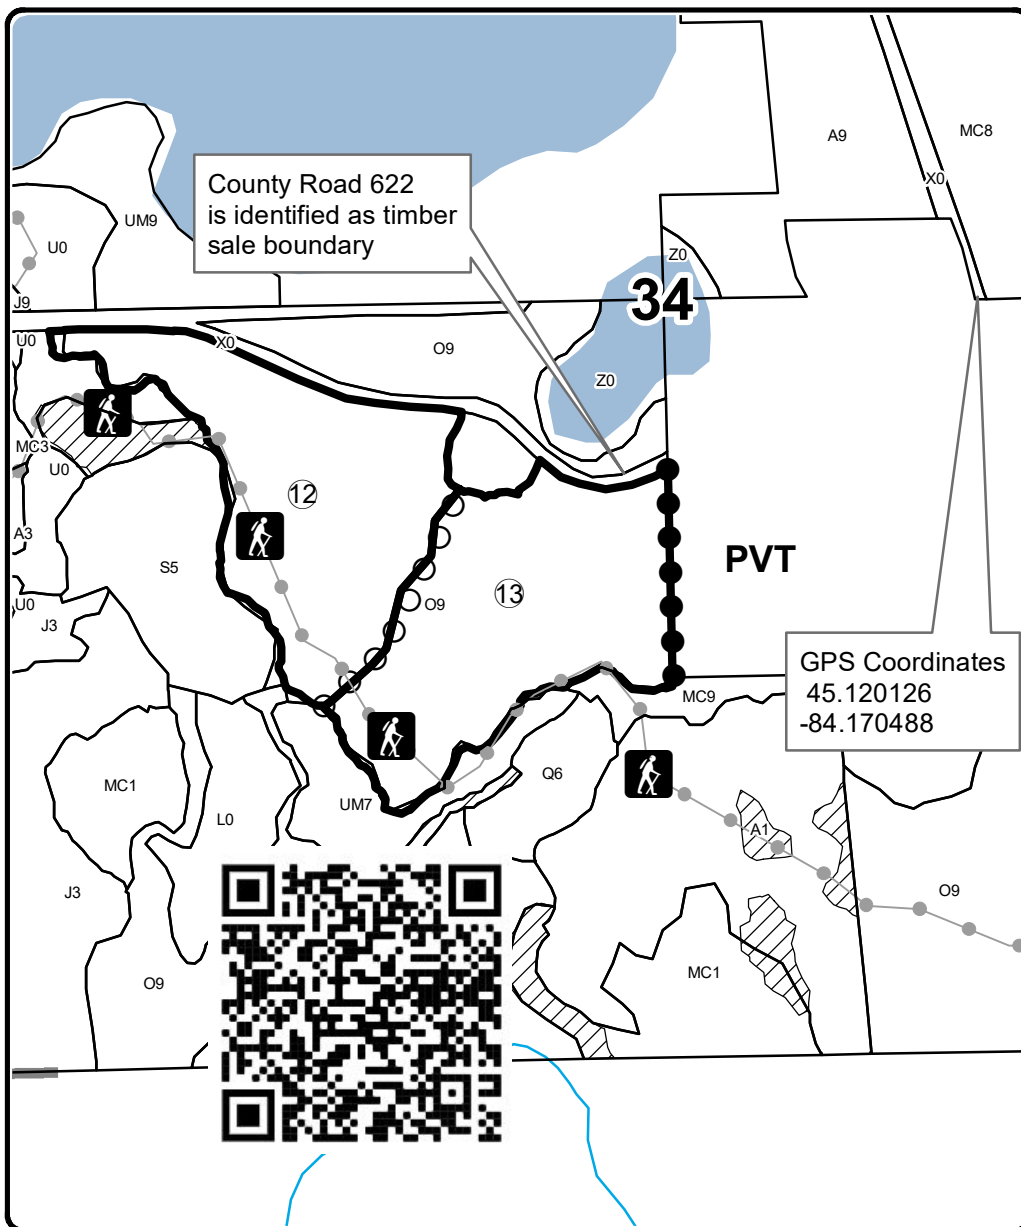 A9
MC8
X0
County Road 622
is identified as timber
sale boundary
UM9
U0
Z0
J9
34
U0
X0
O9
Z0
MC3
U0
12
A3
PVT
S5
13
O9
U0
J3
GPS Coordinates
45.120126
-84.170488
MC9
Q6
MC1
UM7
L0
A1
J3
O9
MC1
O9